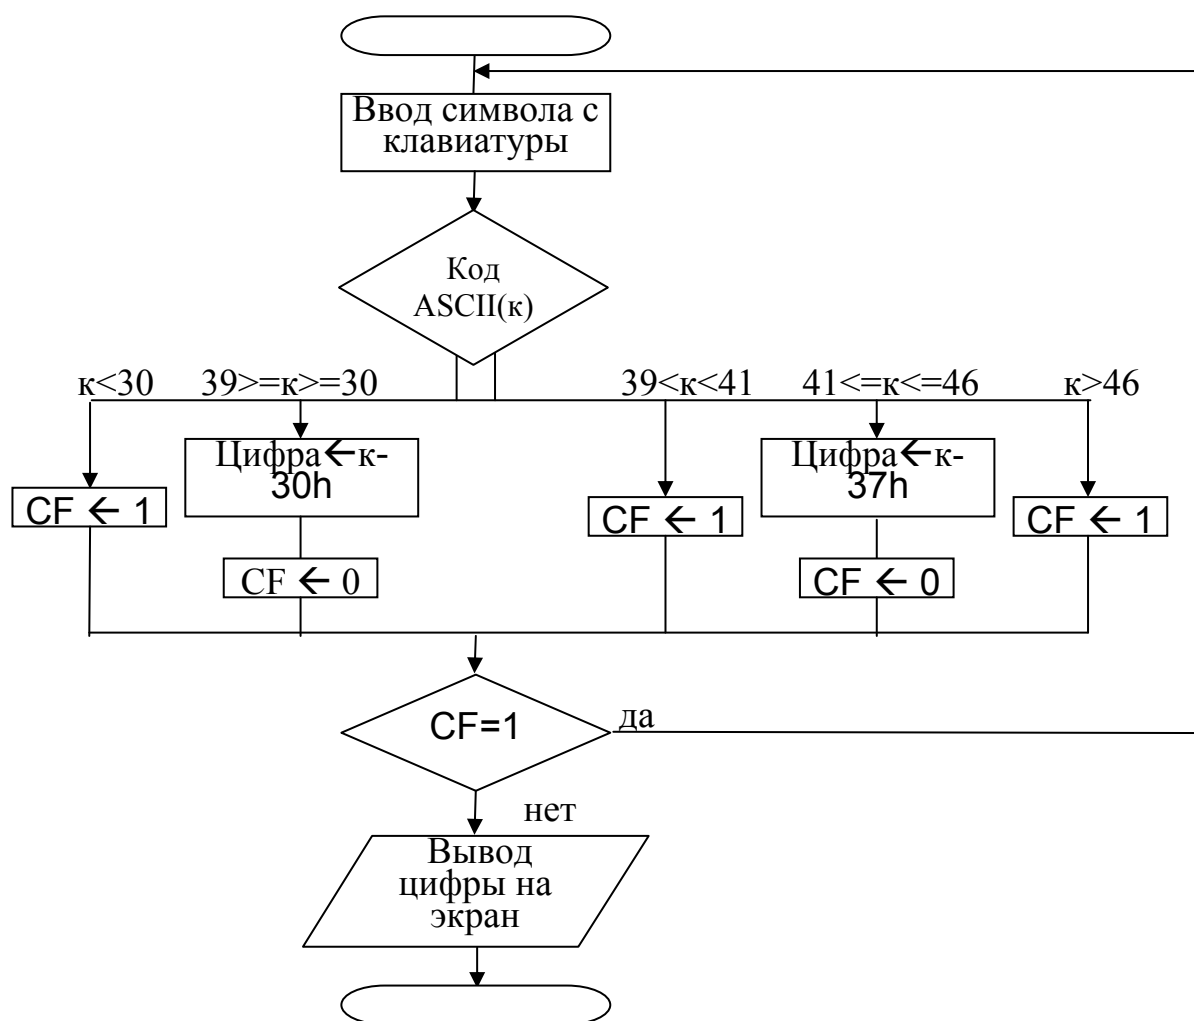 Ввод символа с
клавиатуры
Код
ASCII(к)
к<30
39>=к>=30
39<к<41
41<=к<=46
к>46
Цифра←к-
30h
Цифра←к-
37h
CF ← 1
CF ← 1
CF ← 1
CF ← 0
CF ← 0
CF=1
да
нет
Вывод
цифры на
экран